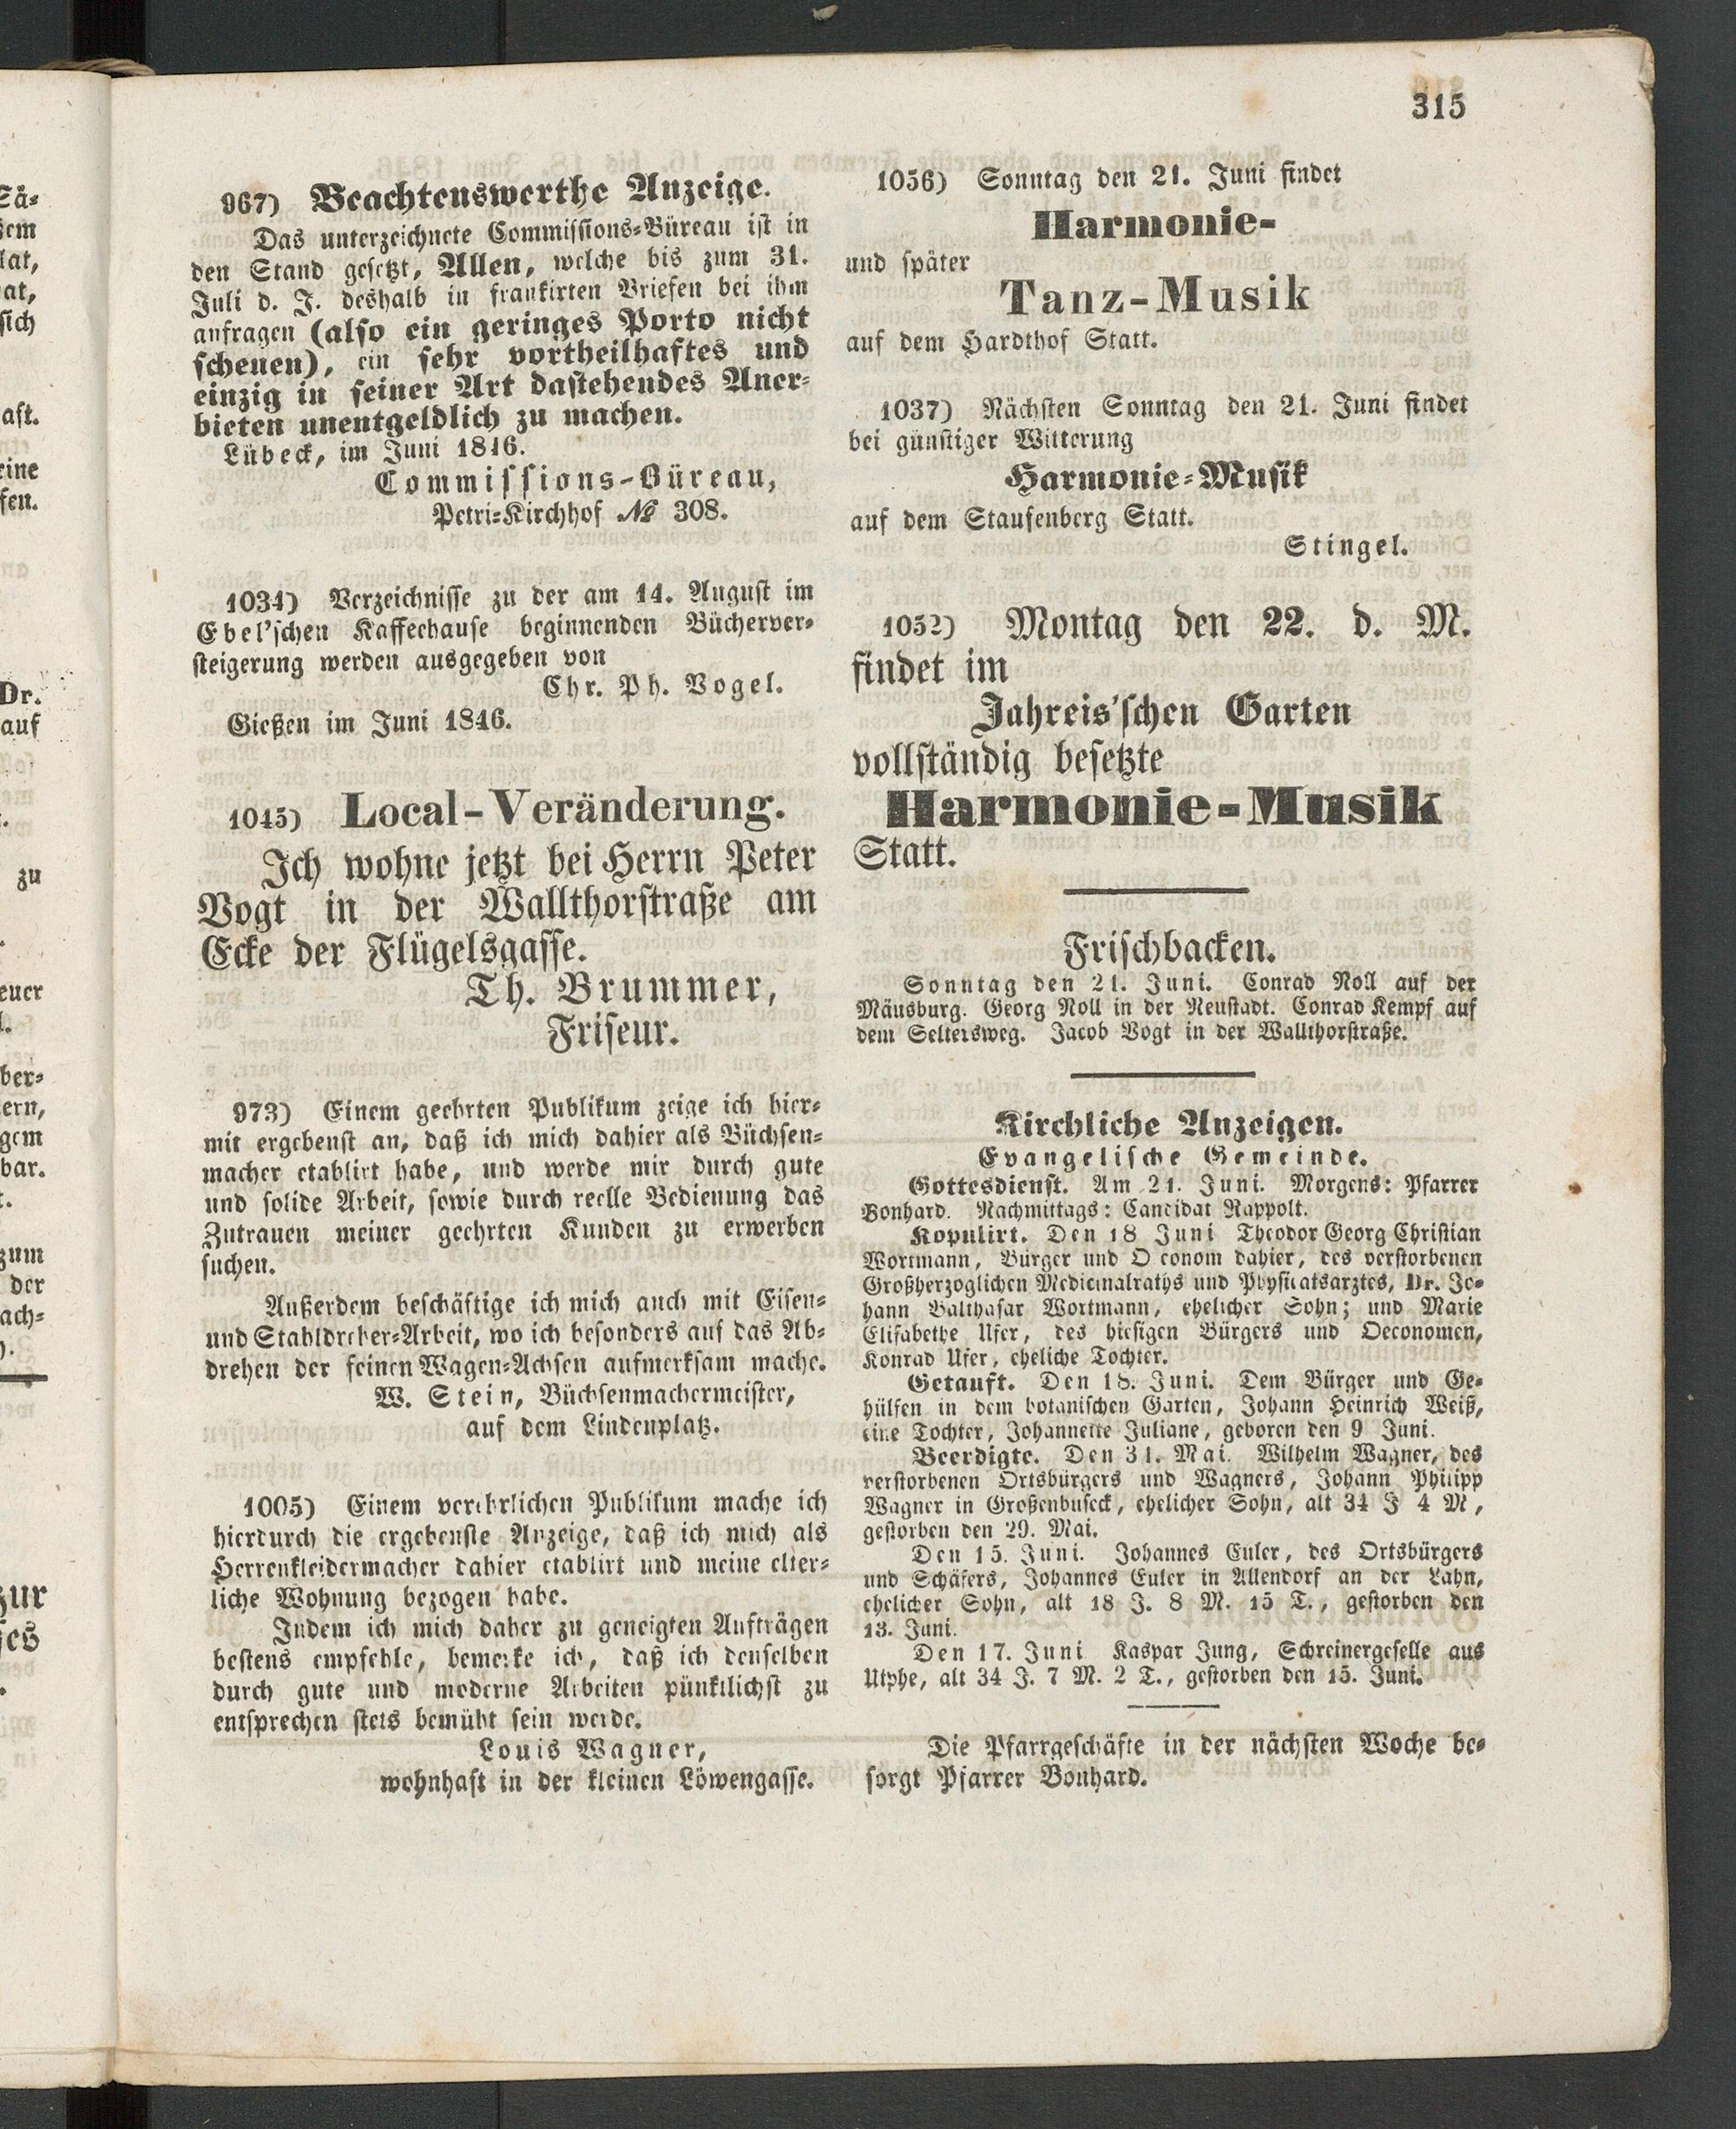 315
967) Beachtenswerthe Anzeige.
Das unterzeichnete Commissions-Büreau ist in
den Stand gesetzt, Allen, welche bis zum 31.
Juli d. J. deshalb in frankirten Briefen bei ihm
anfragen (also ein geringes Porto nicht
scheuen), ein sehr vortheilhaftes und
einzig in seiner Art dastehendes Aner-
bieten unentgeldlich zu machen.
Lübeck, im Juni 1846.
Commissions-Büreau,
Petri-Kirchhof № 308.
1034) Verzeichnisse zu der am 14. August im
Ebel'schen Kaffeehause beginnenden Bücherver-
steigerung werden ausgegeben von
Chr. Ph. Vogel.
Gießen im Juni 1846.
1045) Local-Veränderung.
Ich wohne jetzt bei Herrn Peter
Vogt in der Wallthorstraße am
Ecke der Flügelsgasse.
Th. Brummer,
Friseur.
973) Einem geehrten Publikum zeige ich hier-
mit ergebenst an, daß ich mich dahier als Büchsen-
macher etablirt habe, und werde mir durch gute
und solide Arbeit, sowie durch reelle Bedienung das
Zutrauen meiner geehrten Kunden zu erwerben
suchen.
Außerdem beschäftige ich mich auch mit Eisen-
und Stahldreher-Arbeit, wo ich besonders auf das Ab-
drehen der feinen Wagen-Achsen aufmerksam mache.
W. Stein, Büchsenmachermeister,
auf dem Lindenplatz.
1005) Einem verehrlichen Publikum mache ich
hierdurch die ergebenste Anzeige, daß ich mich als
Herrenkleidermacher dahier etablirt und meine elter-
liche Wohnung bezogen habe.
Indem ich mich daher zu geneigten Aufträgen
bestens empfehle, bemerke ich, daß ich denselben
durch gute und moderne Arbeiten pünktlichst zu
entsprechen stets bemüht sein werde.
Louis Wagner,
wohnhaft in der kleinen Löwengasse.
1056) Sonntag den 21. Juni findet
Harmonie-
und später
Tanz-Musik
auf dem Hardthof Statt.
1037) Nächsten Sonntag den 21. Juni findet
bei günstiger Witterung
Harmonie-Musik
auf dem Staufenberg Statt.
Stingel.
1052) Montag den 22. d. M.
findet im
Jahreis'schen Garten
vollständig besetzte
Harmonie-Musik
Statt.
Frischbacken.
Sonntag den 21. Juni. Conrad Noll auf der
Mäusburg. Georg Noll in der Neustadt. Conrad Kempf auf
dem Seltersweg. Jacob Vogt in der Wallthorstraße.
Kirchliche Anzeigen.
Evangelische Gemeinde.
Gottesdienst. Am 21. Juni. Morgens: Pfarrer
Bonhard. Nachmittags: Candidat Rappolt.
Kopulirt. Den 18 Juni Theodor Georg Christian
Wortmann, Bürger und Oeconom dahier, des verstorbenen
Großherzoglichen Medicinalraths und Physikatsarztes, Dr. Jo-
hann Balthasar Wortmann, ehelicher Sohn; und Marie
Elisabethe Ufer, des hiesigen Bürgers und Oeconomen,
Konrad Ufer, eheliche Tochter.
Getauft. Den 18. Juni. Dem Bürger und Ge-
hülfen in dem botanischen Garten, Johann Heinrich Weiß,
eine Tochter, Johannette Juliane, geboren den 9 Juni.
Beerdigte. Den 31. Mai. Wilhelm Wagner, des
verstorbenen Ortsbürgers und Wagners, Johann Philipp
Wagner in Großenbuseck, ehelicher Sohn, alt 34 J 4 M,
gestorben den 29. Mai.
Den 15. Juni. Johannes Euler, des Ortsbürgers
und Schäfers, Johannes Euler in Allendorf an der Lahn,
ehelicher Sohn, alt 18 J. 8 M. 15 T., gestorben den
13. Juni.
Den 17. Juni Kaspar Jung, Schreinergeselle aus
Utphe, alt 34 J. 7 M. 2 T., gestorben den 15. Juni.
Die Pfarrgeschäfte in der nächsten Woche be-
sorgt Pfarrer Bonhard.